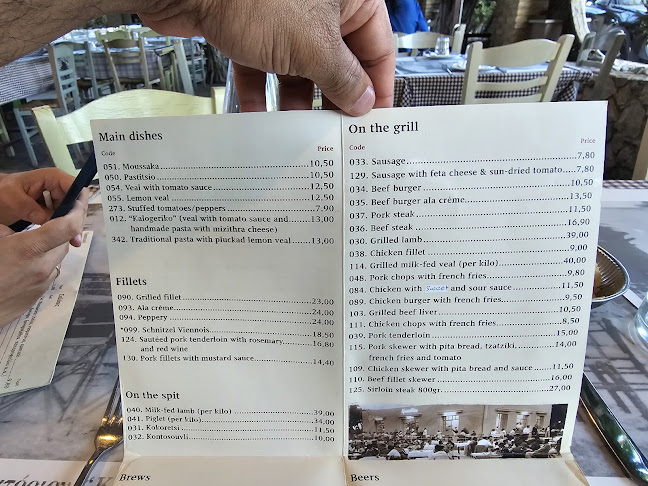 Main dishes
Code Price
051. Moussaka 10,50
050. Pastitsio 10,50
054. Veal with tomato sauce 12,50
055. Lemon veal 12,50
273. Stuffed tomatoes/peppers 7,90
012. "Kalogeriko" (veal with tomato sauce and 13,00
handmade pasta with mizithra cheese)
342. Traditional pasta with pluckad lemon veal 13,00
Fillets
090. Grilled fillet 23,00
093. Ala crème 24,00
094. Peppery 24,00
*099. Schnitzel Viennois 18,50
124. Sautéed pork tenderloin with rosemary 16,80
and red wine
130. Pork fillets with mustard sauce 14,40
On the spit
040. Milk-fed lamb (per kilo) 39,00
041. Piglet (per kilo) 34,00
031. Kokoretsi 11,50
032. Kontosouvli 10,00
Brews
On the grill
Code Price
033. Sausage 7,80
129. Sausage with feta cheese & sun-dried tomato 7,80
034. Beef burger 10,50
035. Beef burger ala crème 13,50
037. Pork steak 11,50
036. Beef steak 16,90
030. Grilled lamb 39,00
038. Chicken fillet 9,00
114. Grilled milk-fed veal (per kilo) 40,00
048. Pork chops with french fries 9,80
084. Chicken with Sweet and sour sauce 11,50
089. Chicken burger with french fries 9,50
103. Grilled beef liver 10,50
111. Chicken chops with french fries 8,50
039. Pork tenderloin 15,00
115. Pork skewer with pita bread, tzatziki, 14,00
french fries and tomato
109. Chicken skewer with pita bread and sauce 11,50
110. Beef fillet skewer 16,00
125. Sirloin steak 800gr. 27,00
Beers